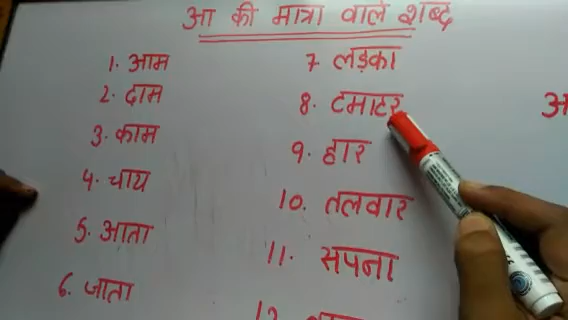 आ की मात्रा वाले शब्द
1. आम
2. दाम
3. काम
4. चाय
5. आता
6. जाता
7 लड़का
8. टमाटर
9. हार
10. तलवार
11. सपना
12
अ